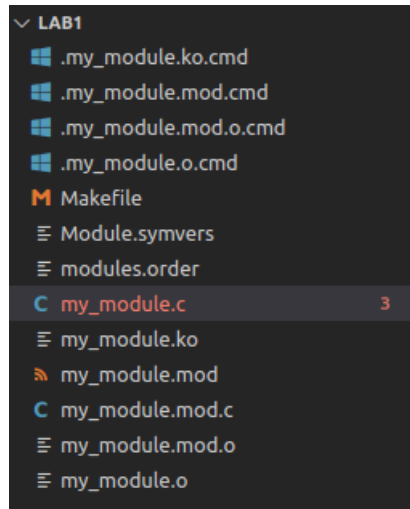 LAB1
.my_module.ko.cmd
.my_module.mod.cmd
.my_module.mod.o.cmd
.my_module.o.cmd
M Makefile
Module.symvers
modules.order
C my_module.c 3
my_module.ko
my_module.mod
C my_module.mod.c
my_module.mod.o
my_module.o